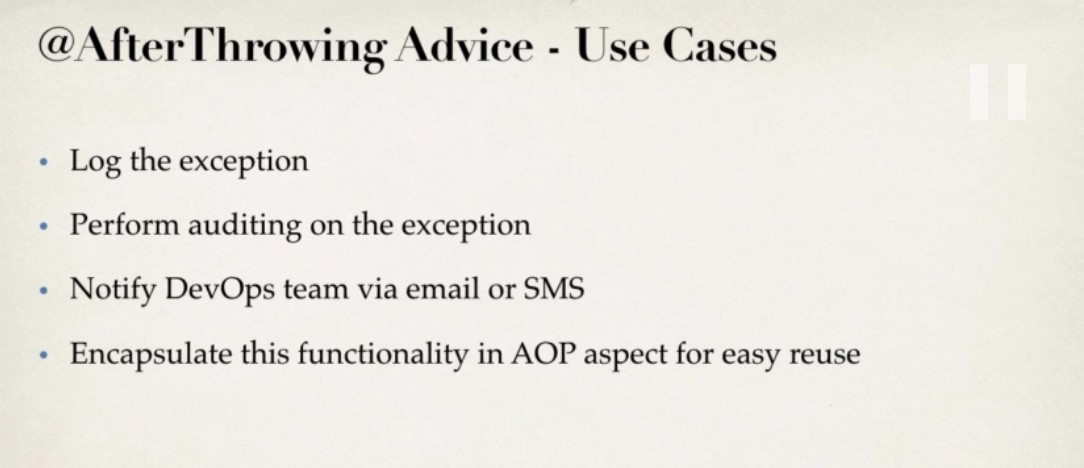 @AfterThrowing Advice - Use Cases
• Log the exception
• Perform auditing on the exception
• Notify DevOps team via email or SMS
• Encapsulate this functionality in AOP aspect for easy reuse